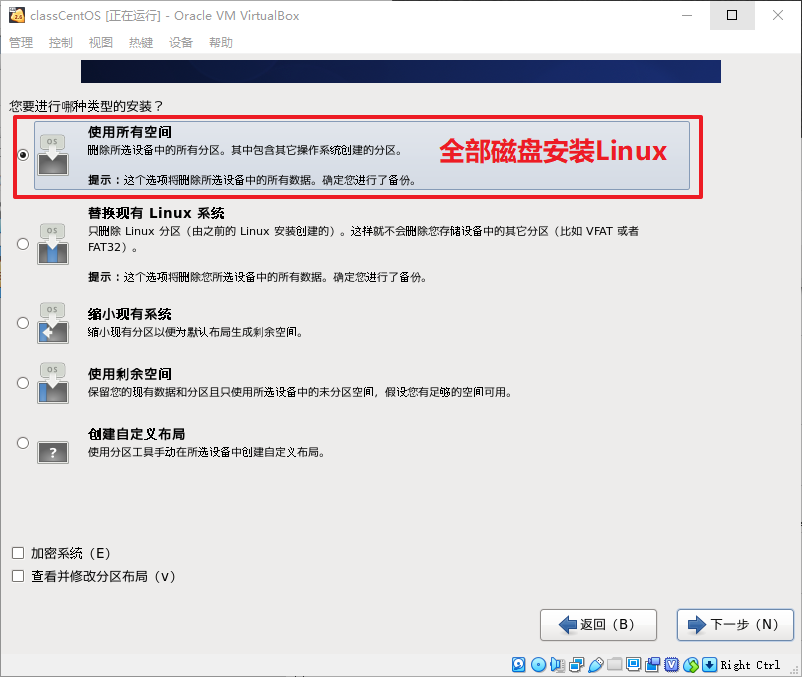 classCentOS [正在运行] - Oracle VM VirtualBox
管理 控制 视图 热键 设备 帮助
您要进行哪种类型的安装？
使用所有空间
删除所选设备中的所有分区。其中包含其它操作系统创建的分区。
全部磁盘安装Linux
提示：这个选项将删除所选设备中的所有数据。确定您进行了备份。
替换现有 Linux 系统
只删除 Linux 分区（由之前的 Linux 安装创建的）。这样就不会删除您存储设备中的其它分区（比如 VFAT 或者
FAT32）。
提示：这个选项将删除您所选设备中的所有数据。确定您进行了备份。
缩小现有系统
缩小现有分区以便为默认布局生成剩余空间。
使用剩余空间
保留您的现有数据和分区且只使用所选设备中的未分区空间，假设您有足够的空间可用。
创建自定义布局
使用分区工具手动在所选设备中创建自定义布局。
OS
OS
OS
OS
?
加密系统（E）
查看并修改分区布局（v）
返回（B）
下一步（N）
Right Ctrl